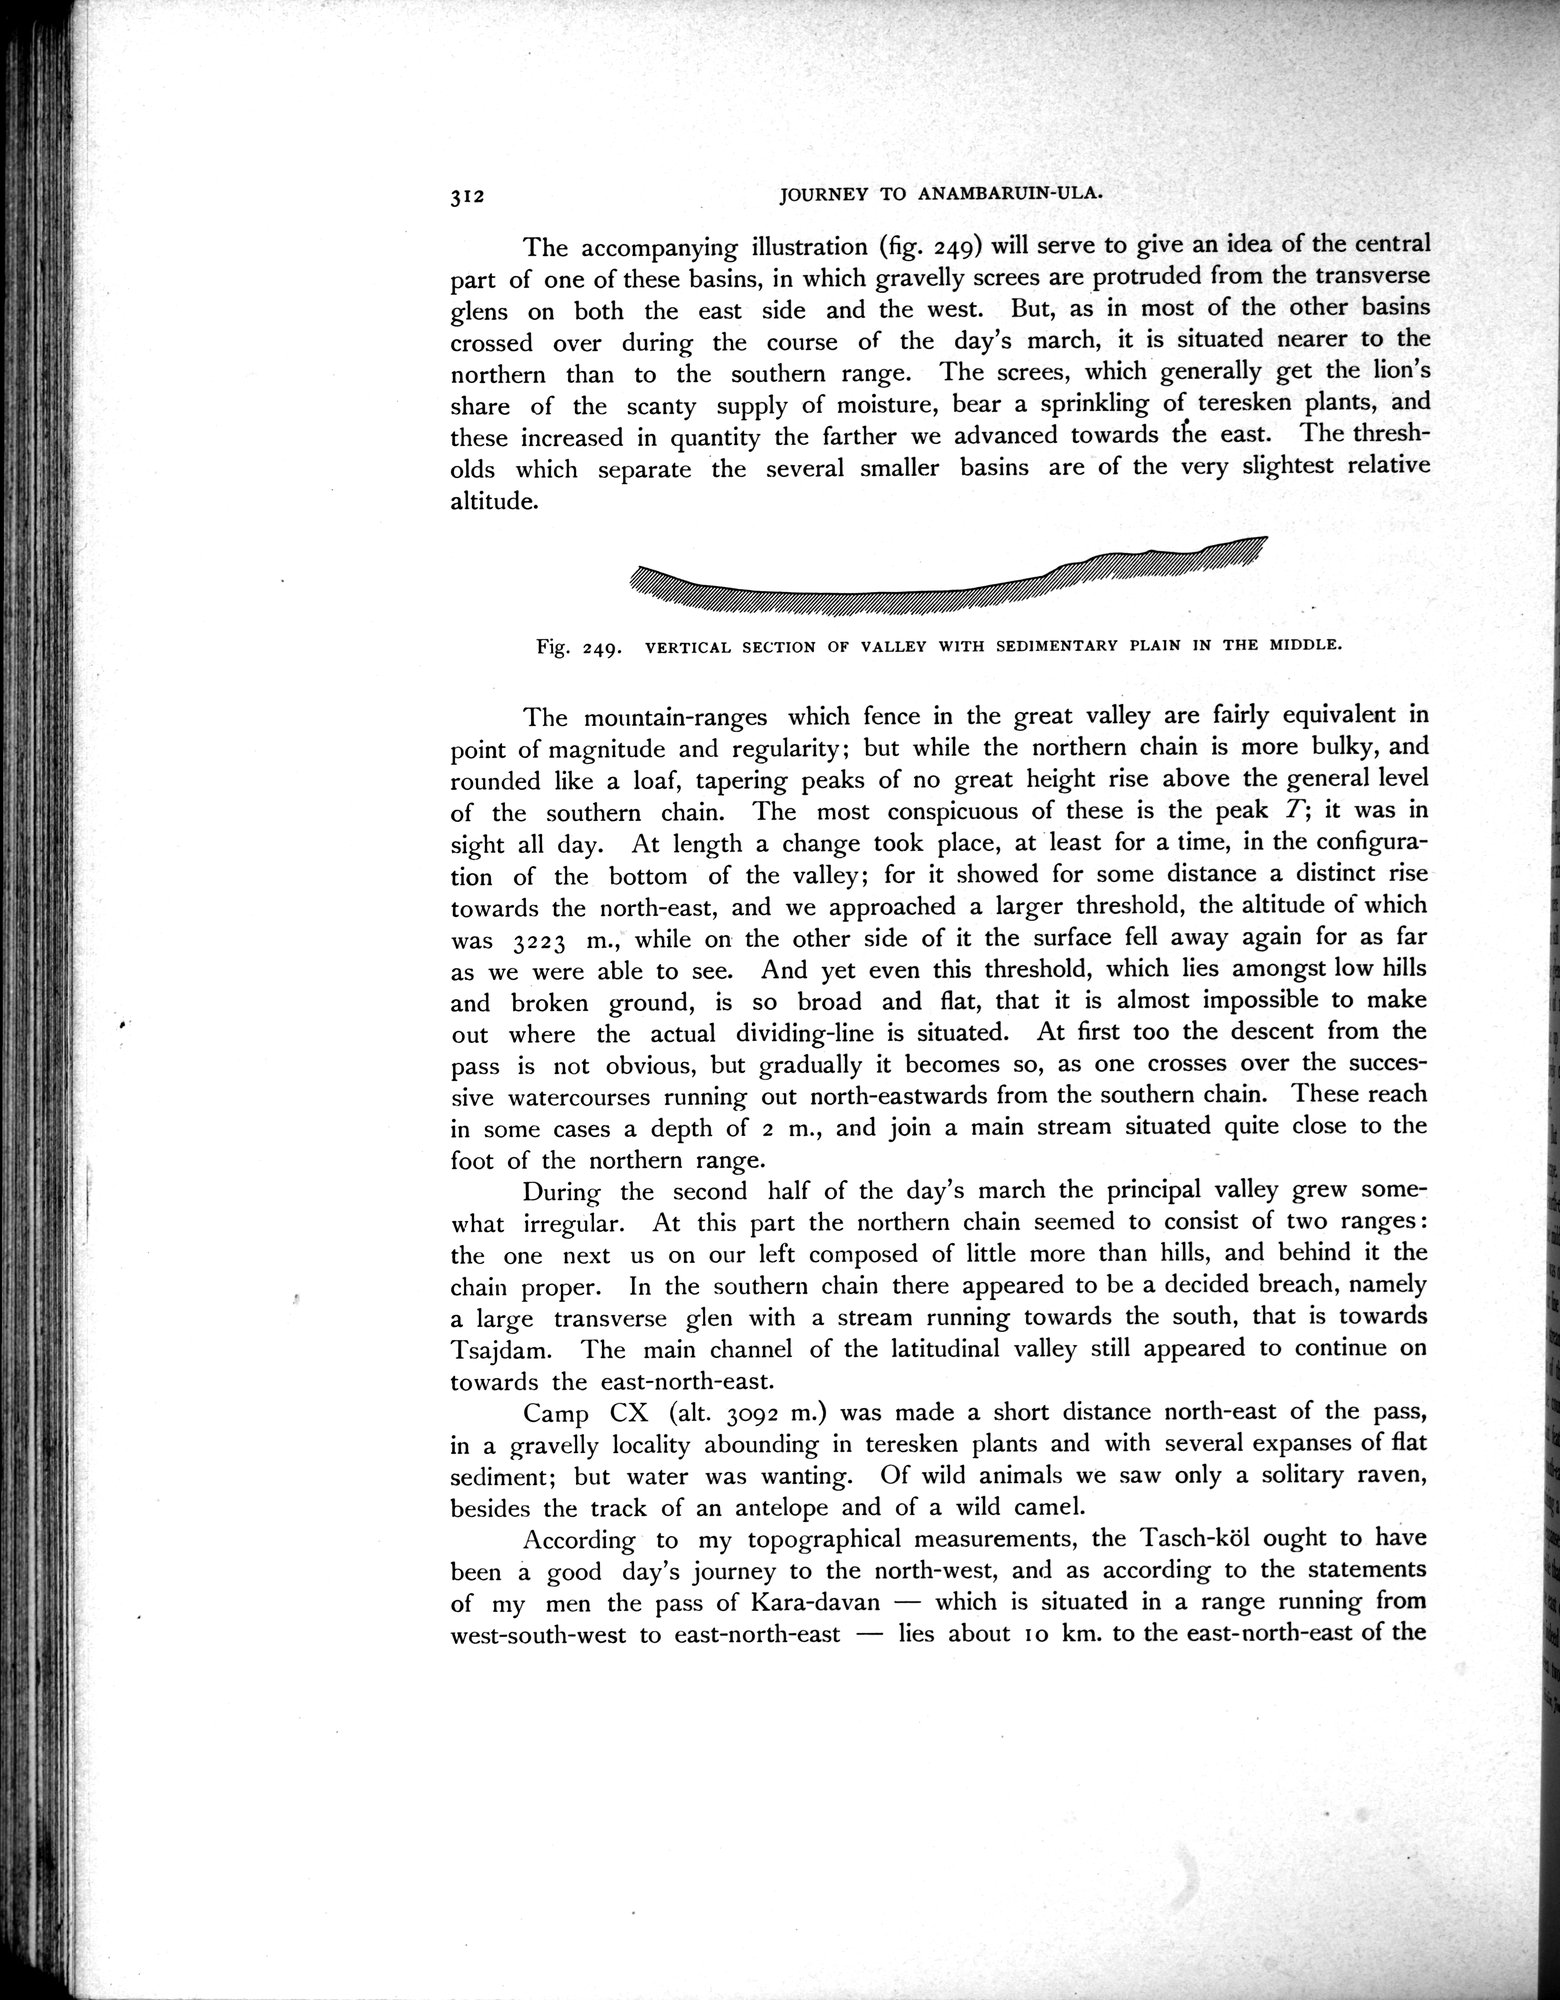 312
JOURNEY TO ANAMBARUIN-ULA.
The accompanying illustration (fig. 249) will serve to give an idea of the central
part of one of these basins, in which gravelly screes are protruded from the transverse
glens on both the east side and the west. But, as in most of the other basins
crossed over during the course of the day's march, it is situated nearer to the
northern than to the southern range. The screes, which generally get the lion's
share of the scanty supply of moisture, bear a sprinkling of teresken plants, and
these increased in quantity the farther we advanced towards the east. The thresh-
olds which separate the several smaller basins are of the very slightest relative
altitude.
Fig. 249. VERTICAL SECTION OF VALLEY WITH SEDIMENTARY PLAIN IN THE MIDDLE.
The mountain-ranges which fence in the great valley are fairly equivalent in
point of magnitude and regularity; but while the northern chain is more bulky, and
rounded like a loaf, tapering peaks of no great height rise above the general level
of the southern chain. The most conspicuous of these is the peak T; it was in
sight all day. At length a change took place, at least for a time, in the configura-
tion of the bottom of the valley; for it showed for some distance a distinct rise
towards the north-east, and we approached a larger threshold, the altitude of which
was 3223 m., while on the other side of it the surface fell away again for as far
as we were able to see. And yet even this threshold, which lies amongst low hills
and broken ground, is so broad and flat, that it is almost impossible to make
out where the actual dividing-line is situated. At first too the descent from the
pass is not obvious, but gradually it becomes so, as one crosses over the succes-
sive watercourses running out north-eastwards from the southern chain. These reach
in some cases a depth of 2 m., and join a main stream situated quite close to the
foot of the northern range.
During the second half of the day's march the principal valley grew some-
what irregular. At this part the northern chain seemed to consist of two ranges:
the one next us on our left composed of little more than hills, and behind it the
chain proper. In the southern chain there appeared to be a decided breach, namely
a large transverse glen with a stream running towards the south, that is towards
Tsajdam. The main channel of the latitudinal valley still appeared to continue on
towards the east-north-east.
Camp CX (alt. 3092 m.) was made a short distance north-east of the pass,
in a gravelly locality abounding in teresken plants and with several expanses of flat
sediment; but water was wanting. Of wild animals we saw only a solitary raven,
besides the track of an antelope and of a wild camel.
According to my topographical measurements, the Tasch-köl ought to have
been a good day's journey to the north-west, and as according to the statements
of my men the pass of Kara-davan — which is situated in a range running from
west-south-west to east-north-east — lies about 10 km. to the east-north-east of the